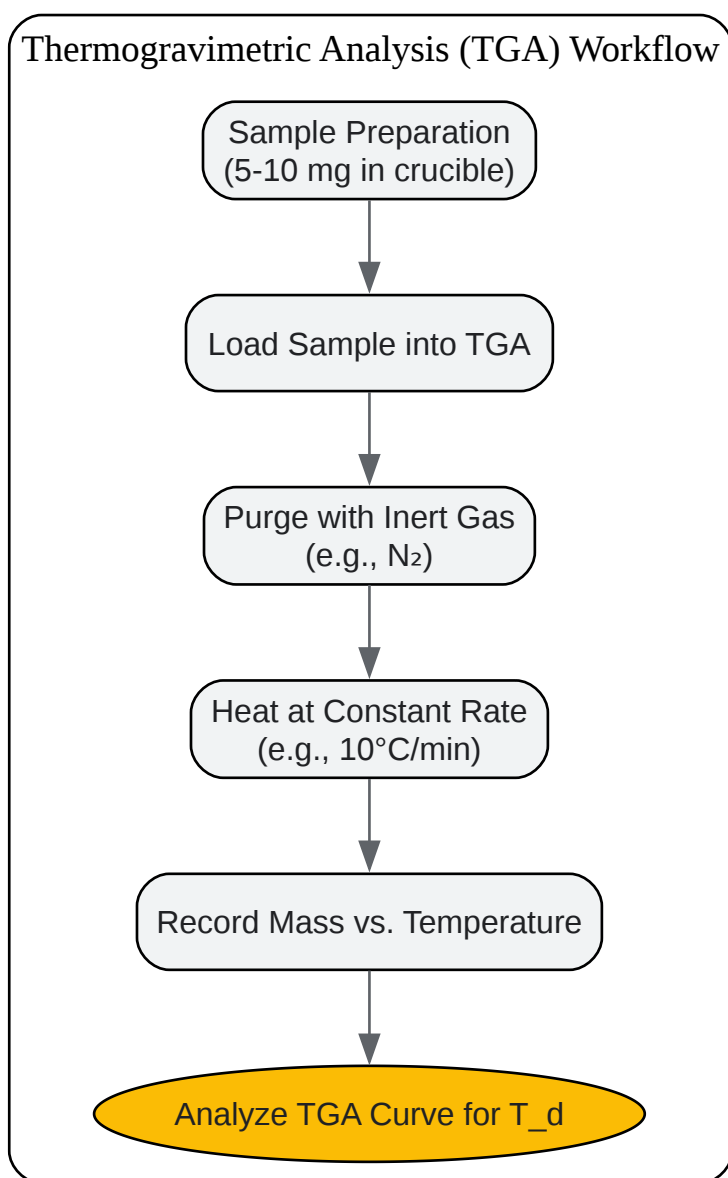 Thermogravimetric Analysis (TGA) Workflow
Sample Preparation
(5-10 mg in crucible)
Load Sample into TGA
Purge with Inert Gas
(e.g., N₂)
Heat at Constant Rate
(e.g., 10°C/min)
Record Mass vs. Temperature
Analyze TGA Curve for T_d